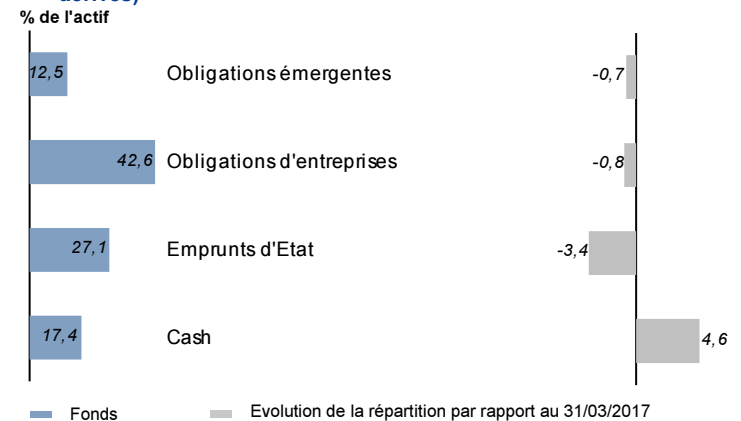 dérivés)
% de l'actif
12,5 Obligations émergentes -0,7
42,6 Obligations d'entreprises -0,8
27,1 Emprunts d'Etat -3,4
17,4 Cash 4,6
Fonds Evolution de la répartition par rapport au 31/03/2017